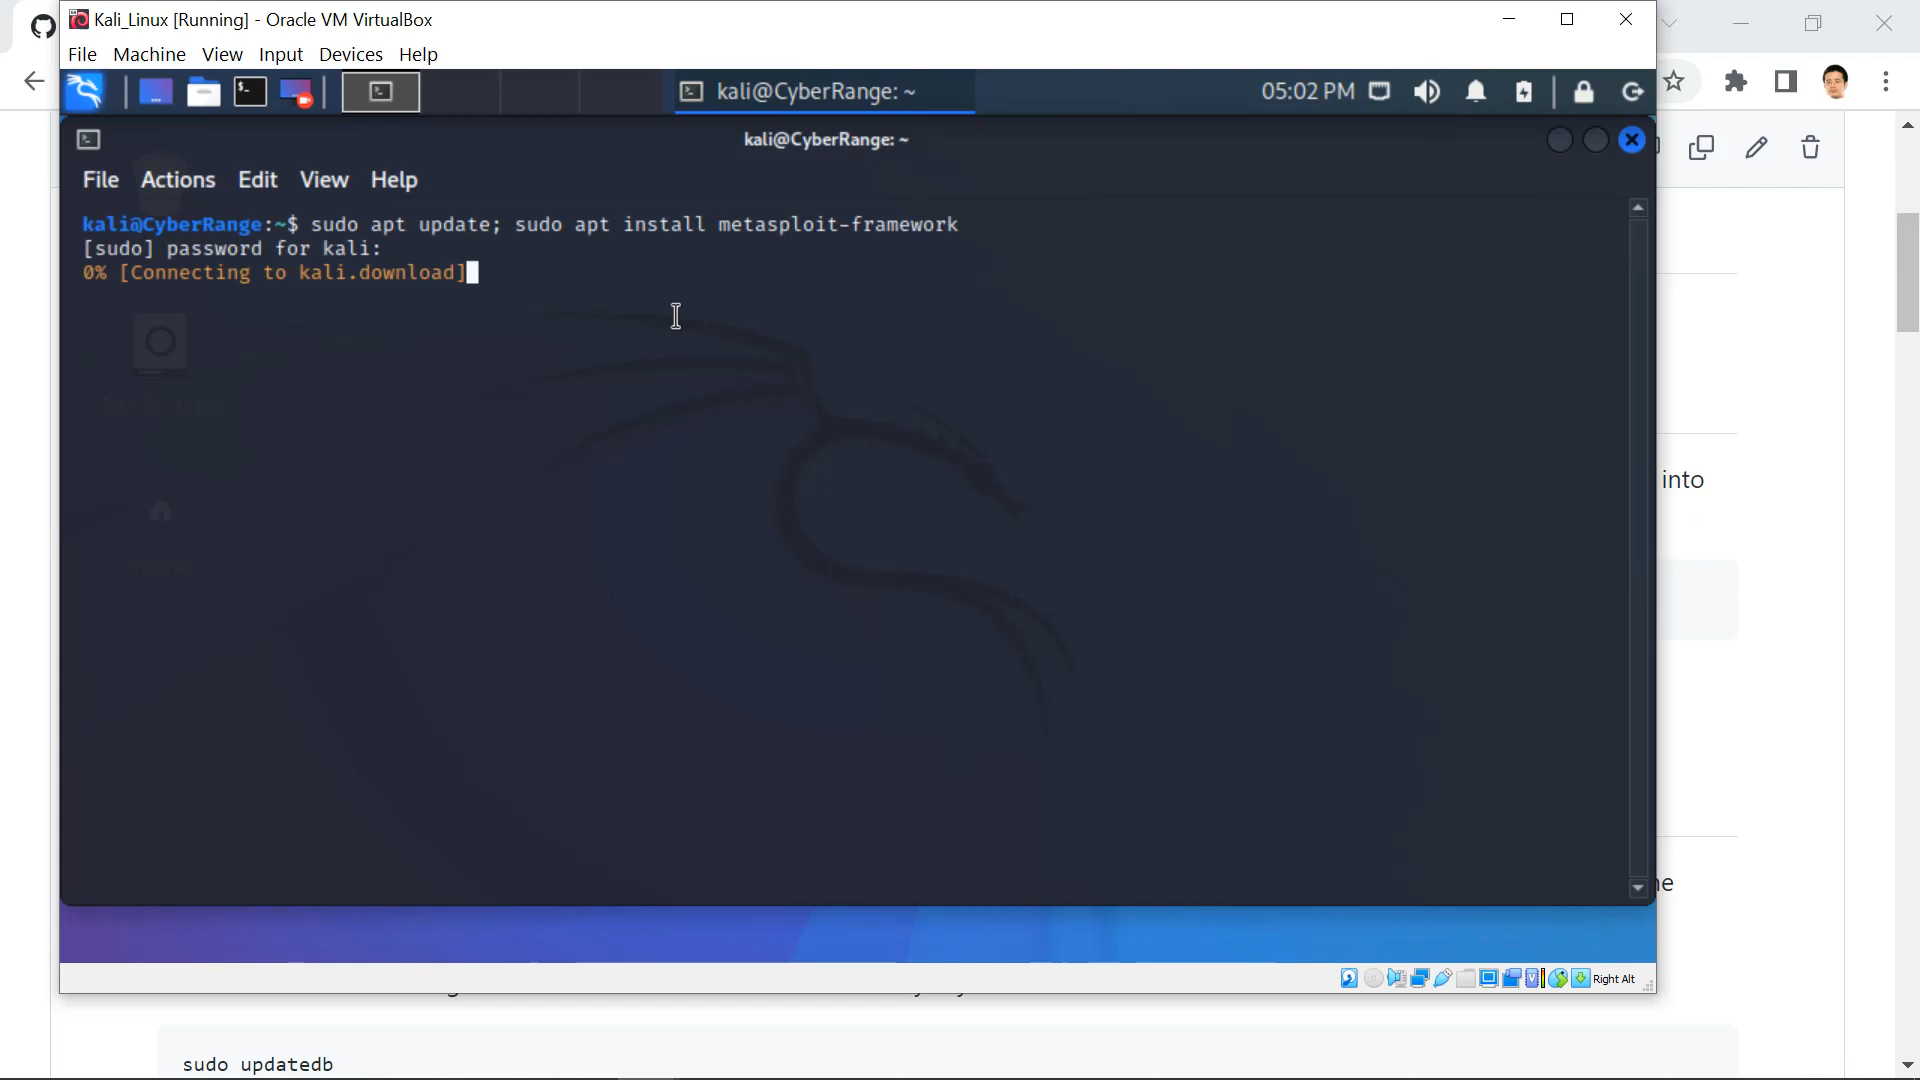 Kali_Linux [Running] - Oracle VM VirtualBox
File Machine View Input Devices Help
kali@CyberRange: ~
05:02 PM
kali@CyberRange: ~
File Actions Edit View Help
kali@CyberRange:~$ sudo apt update; sudo apt install metasploit-framework
[sudo] password for kali:
0% [Connecting to kali.download]
into
Right Alt
sudo updatedb